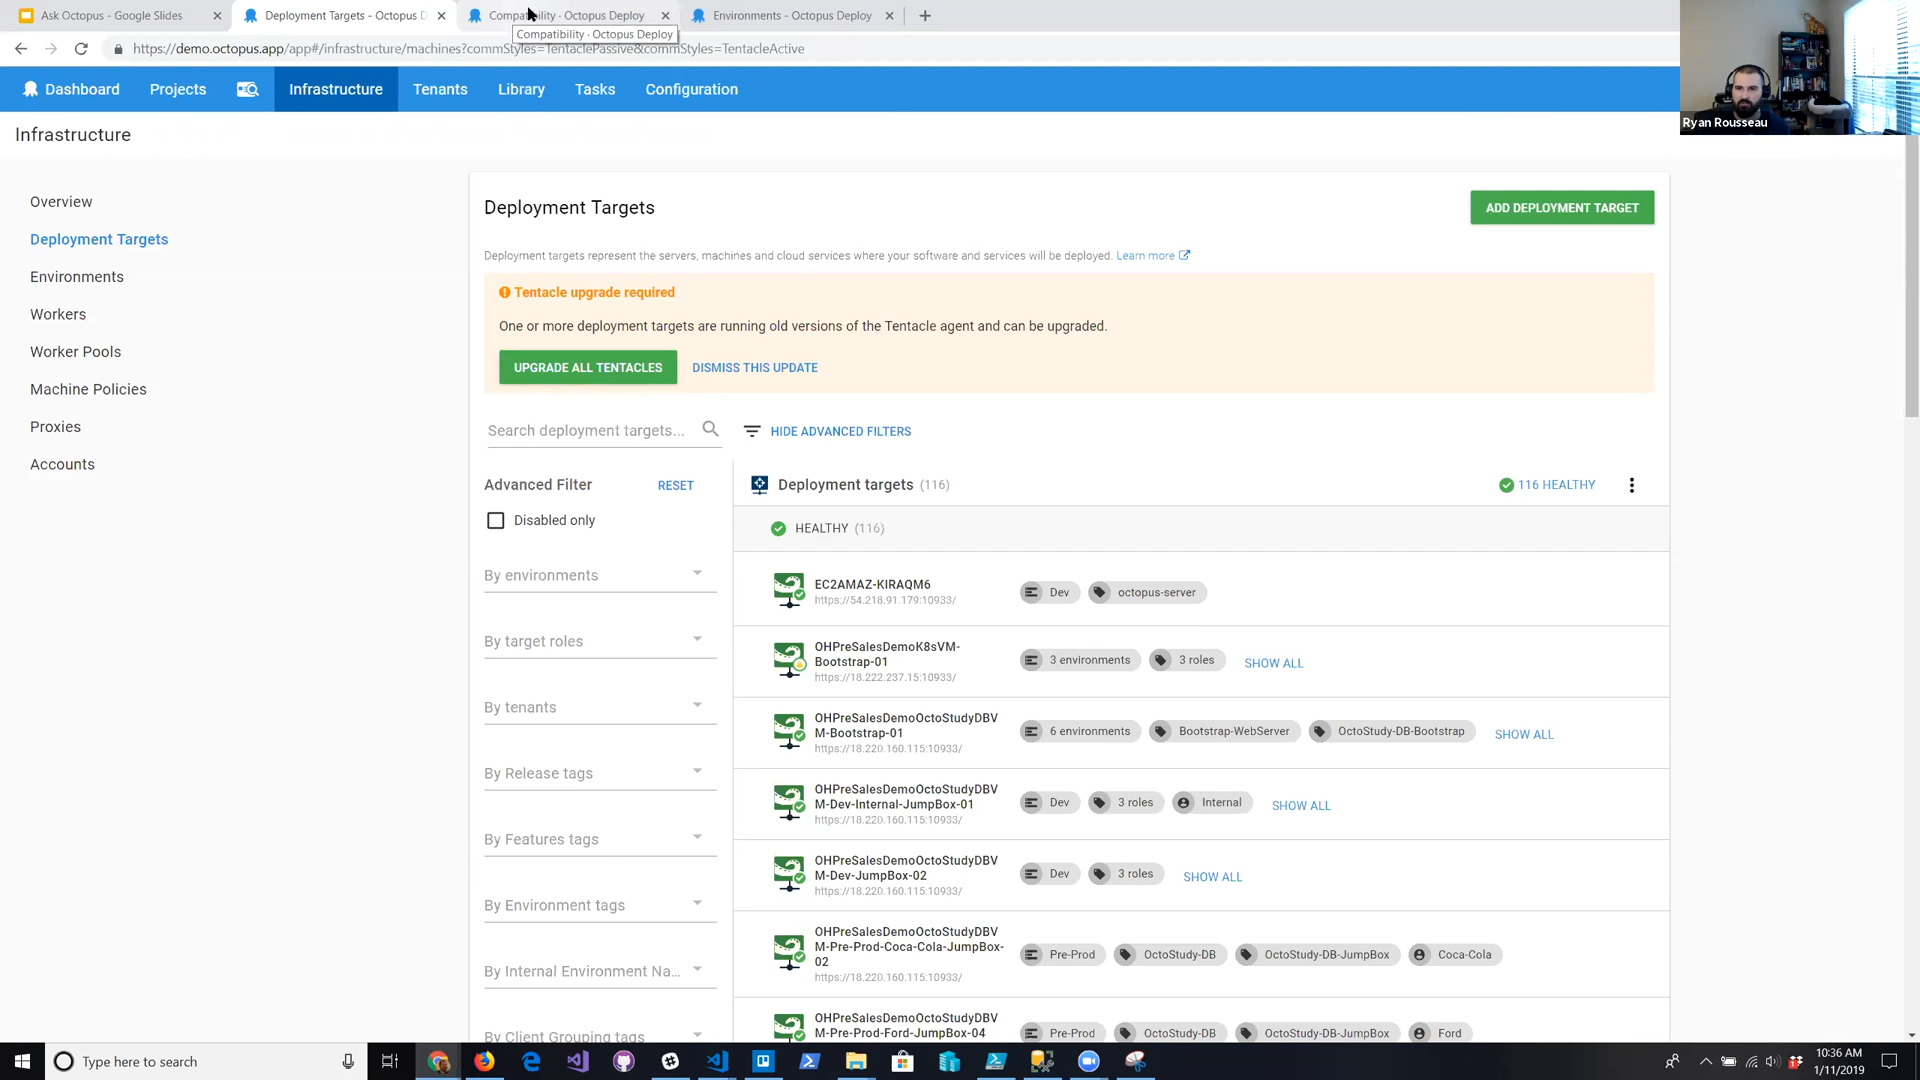 Ask Octopus - Google Slides
Deployment Targets - Octopus D
Compatibility · Octopus Deploy
Environments - Octopus Deploy
Compatibility · Octopus Deploy
https://demo.octopus.app/app#/infrastructure/machines?commStyles=TentaclePassive&commStyles=TentacleActive
Dashboard
Projects
Infrastructure
Tenants
Library
Tasks
Configuration
Ryan Rousseau
Infrastructure
Overview
Deployment Targets
Environments
Workers
Worker Pools
Machine Policies
Proxies
Accounts
Deployment Targets
ADD DEPLOYMENT TARGET
Deployment targets represent the servers, machines and cloud services where your software and services will be deployed. Learn more
Tentacle upgrade required
One or more deployment targets are running old versions of the Tentacle agent and can be upgraded.
UPGRADE ALL TENTACLES
DISMISS THIS UPDATE
Search deployment targets...
HIDE ADVANCED FILTERS
Advanced Filter
RESET
Disabled only
By environments
By target roles
By tenants
By Release tags
By Features tags
By Environment tags
By Internal Environment Na...
By Client Grouping tags
Deployment targets (116)
116 HEALTHY
HEALTHY (116)
EC2AMAZ-KIRAQM6
https://54.218.91.179:10933/
Dev
octopus-server
OHPreSalesDemoK8sVM-
Bootstrap-01
https://18.222.237.15:10933/
3 environments
3 roles
SHOW ALL
OHPreSalesDemoOctoStudyDBV
M-Bootstrap-01
https://18.220.160.115:10933/
6 environments
Bootstrap-WebServer
OctoStudy-DB-Bootstrap
SHOW ALL
OHPreSalesDemoOctoStudyDBV
M-Dev-Internal-JumpBox-01
https://18.220.160.115:10933/
Dev
3 roles
Internal
SHOW ALL
OHPreSalesDemoOctoStudyDBV
M-Dev-JumpBox-02
https://18.220.160.115:10933/
Dev
3 roles
SHOW ALL
OHPreSalesDemoOctoStudyDBV
M-Pre-Prod-Coca-Cola-JumpBox-
02
https://18.220.160.115:10933/
Pre-Prod
OctoStudy-DB
OctoStudy-DB-JumpBox
Coca-Cola
OHPreSalesDemoOctoStudyDBV
M-Pre-Prod-Ford-JumpBox-04
Pre-Prod
OctoStudy-DB
OctoStudy-DB-JumpBox
Ford
Type here to search
10:36 AM
1/11/2019